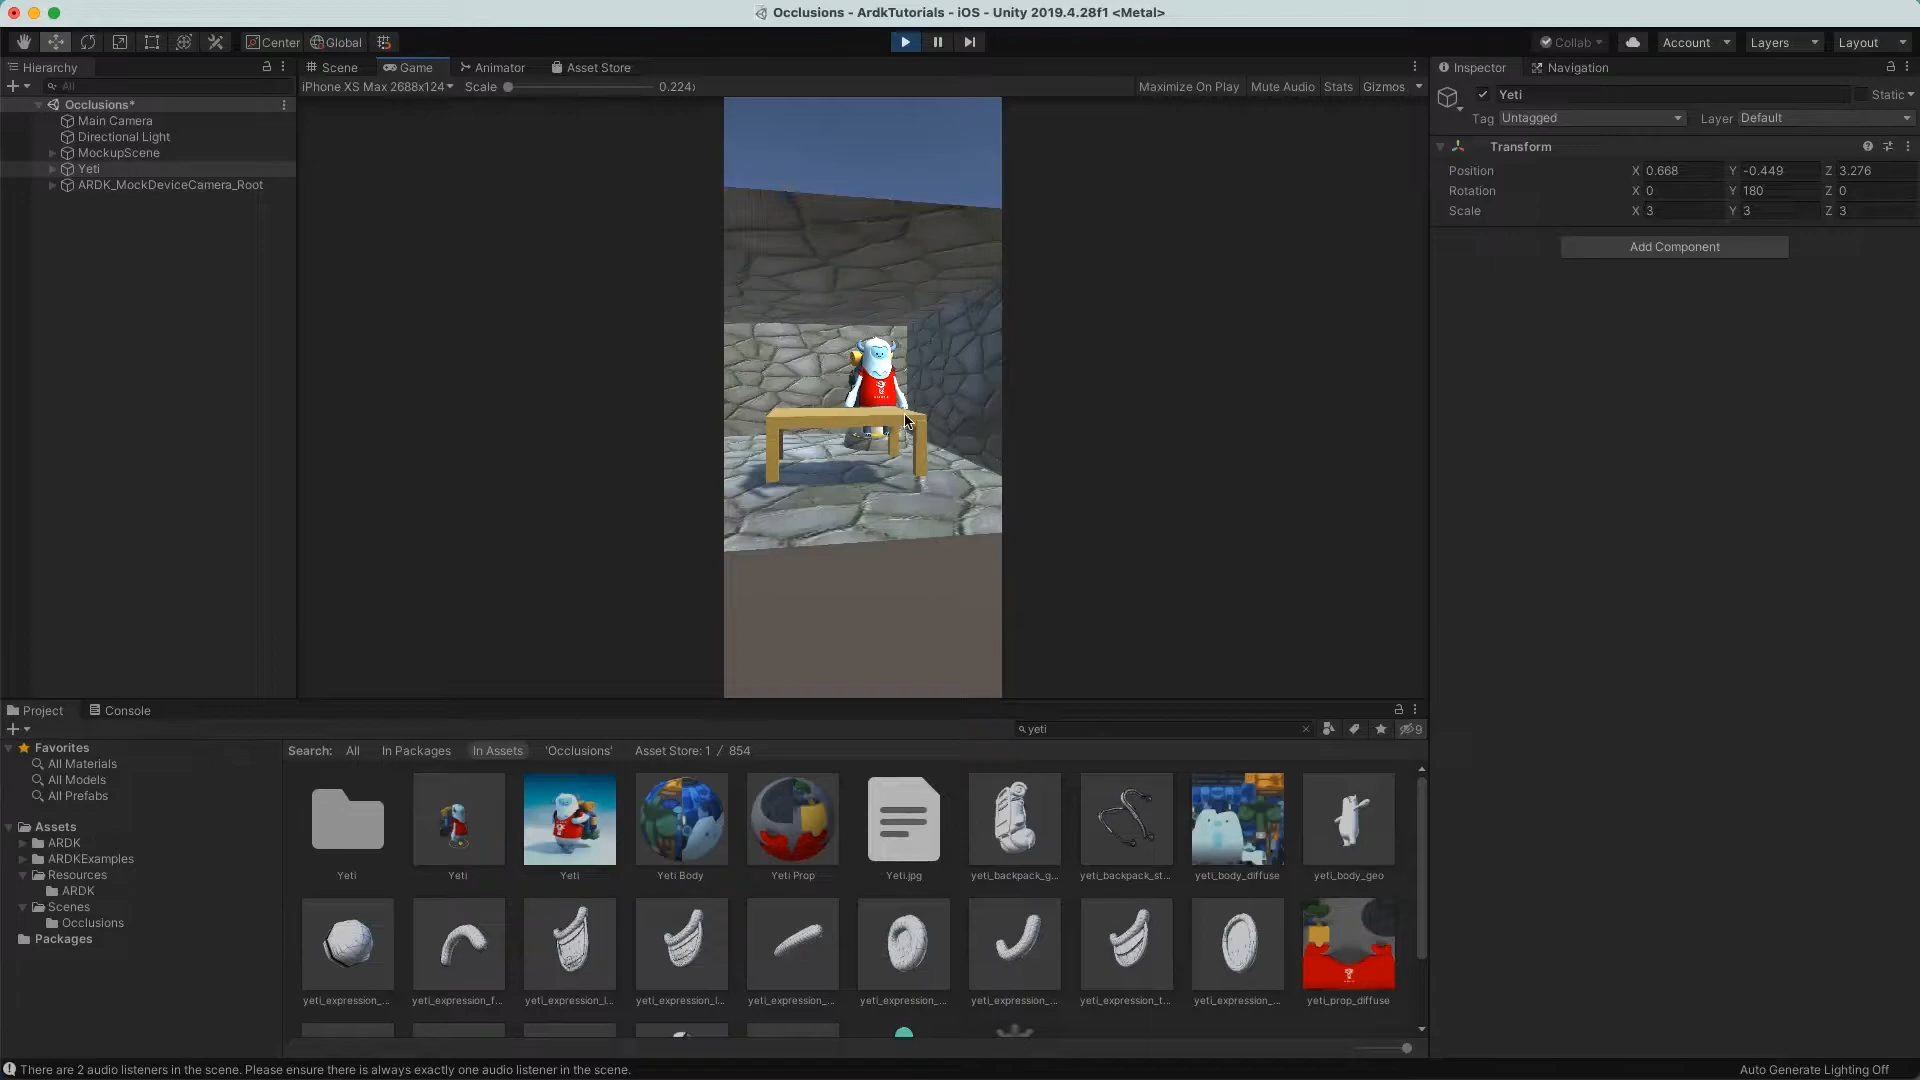 Occlusions - ArdkTutorials - iOS - Unity 2019.4.28f1 <Metal>
Center
Global
Collab
Account
Layers
Layout
Hierarchy
All
Occlusions*
Main Camera
Directional Light
MockupScene
Yeti
ARDK_MockDeviceCamera_Root
Scene
Game
Animator
Asset Store
iPhone XS Max 2688x124
Scale
0.224
Maximize On Play
Mute Audio
Stats
Gizmos
Inspector
Navigation
Yeti
Static
Tag
Untagged
Layer
Default
Transform
Position X 0.668 Y -0.449 Z 3.276
Rotation X 0 Y 180 Z 0
Scale X 3 Y 3 Z 3
Add Component
Project
Console
yeti
9
Favorites
All Materials
All Models
All Prefabs
Assets
ARDK
ARDKExamples
Resources
ARDK
Scenes
Occlusions
Packages
Search: All In Packages In Assets 'Occlusions' Asset Store: 1 / 854
Yeti
Yeti
Yeti
Yeti Body
Yeti Prop
Yeti.jpg
yeti_backpack_g...
yeti_backpack_st...
yeti_body_diffuse
yeti_body_geo
yeti_expression_...
yeti_expression_f...
yeti_expression_l...
yeti_expression_l...
yeti_expression_...
yeti_expression_...
yeti_expression_...
yeti_expression_t...
yeti_expression_...
yeti_prop_diffuse
There are 2 audio listeners in the scene. Please ensure there is always exactly one audio listener in the scene.
Auto Generate Lighting Off